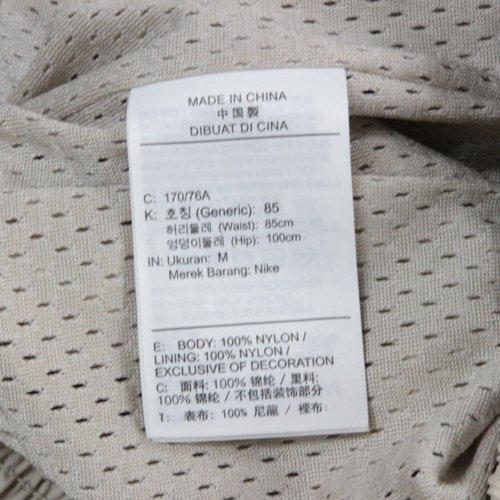 MADE IN CHINA
中国製
DIBUAT DI CINA
C: 170/76A
K: 호칭 (Generic): 85
허리둘레 (Waist): 85cm
엉덩이둘레 (Hip): 100cm
IN: Ukuran: M
Merek Barang: Nike
E: BODY: 100% NYLON /
LINING: 100% NYLON /
EXCLUSIVE OF DECORATION
C: 面料: 100% 锦纶 / 里料:
100% 锦纶 / 不包括装饰部分
T: 表布: 100% 尼龍 / 裡布: